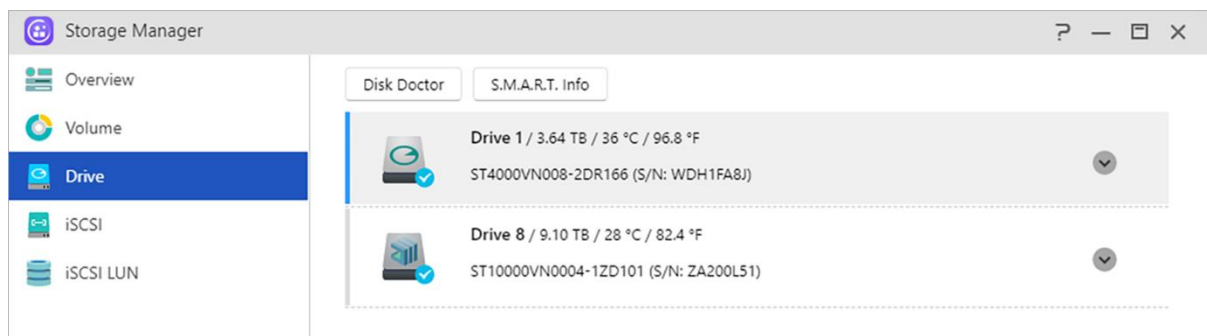 Storage Manager
Overview
Volume
Drive
iSCSI
iSCSI LUN
Disk Doctor
S.M.A.R.T. Info
Drive 1 / 3.64 TB / 36 °C / 96.8 °F
ST4000VN008-2DR166 (S/N: WDH1FA8J)
Drive 8 / 9.10 TB / 28 °C / 82.4 °F
ST10000VN0004-1ZD101 (S/N: ZA200L51)